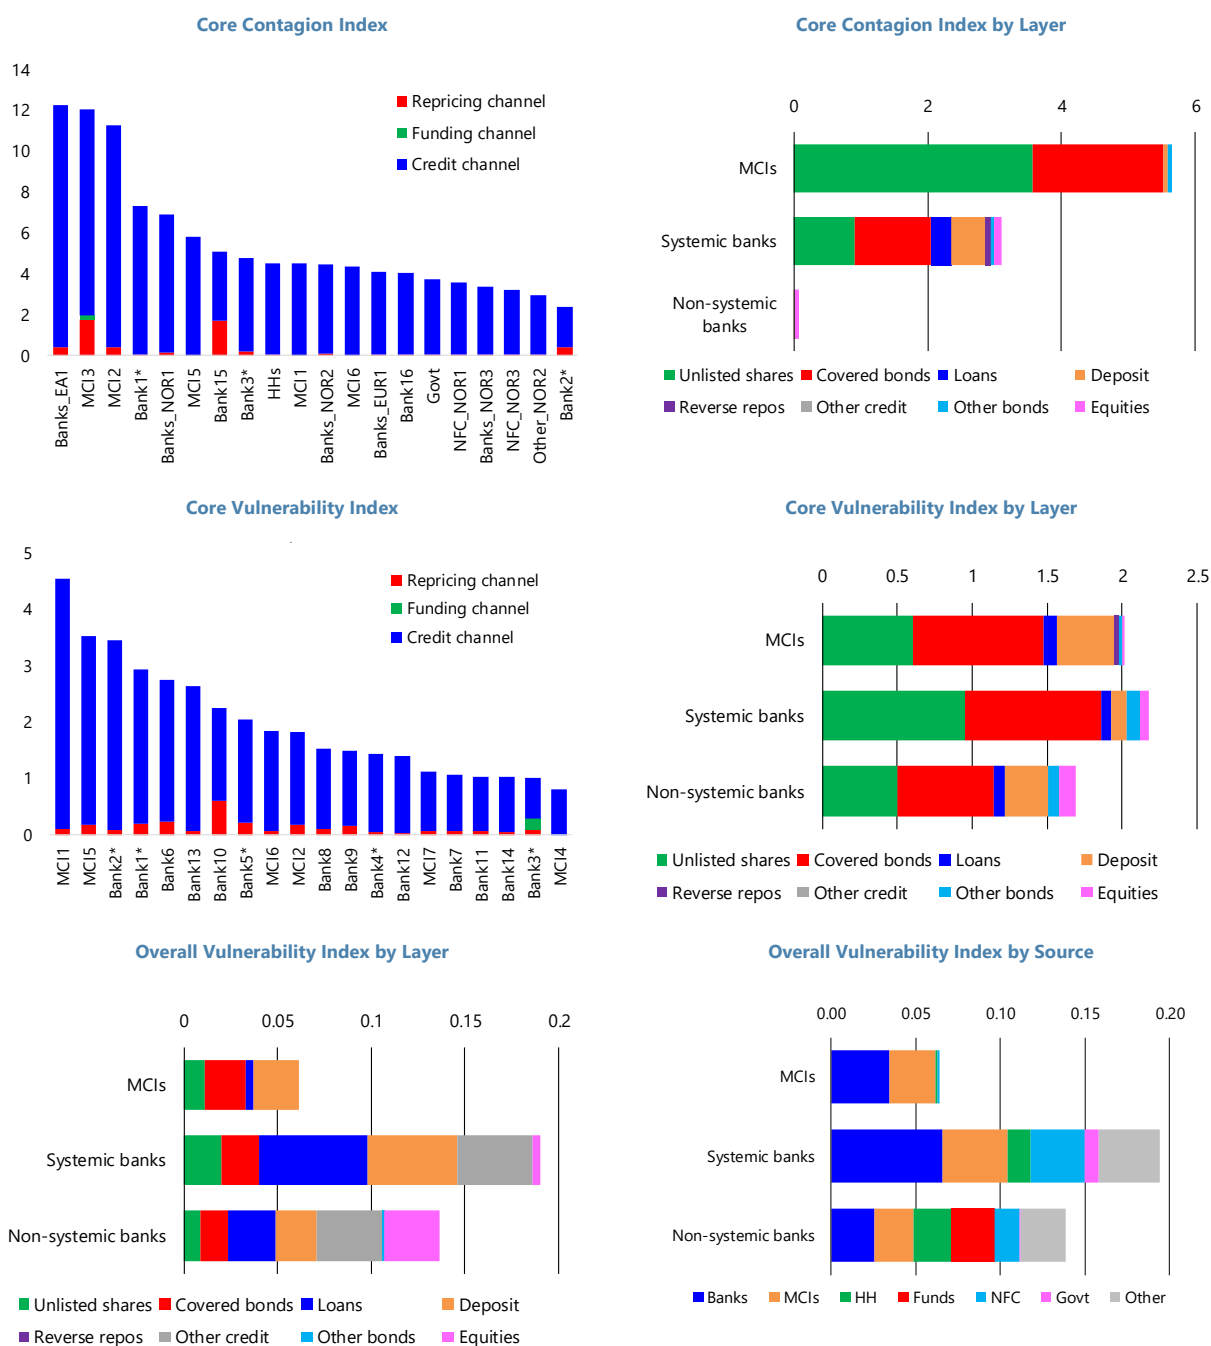 Core Contagion Index
14
12
10
8
6
4
2
0
Repricing channel
Funding channel
Credit channel
Banks_EA1
MCI3
MCI2
Bank1*
Banks_NOR1
MCI5
Bank15
Bank3*
HHs
MCI1
Banks_NOR2
MCI6
Banks_EUR1
Bank16
Govt
NFC_NOR1
Banks_NOR3
NFC_NOR3
Other_NOR2
Bank2*
Core Contagion Index by Layer
0 2 4 6
MCIs
Systemic banks
Non-systemic
banks
Unlisted shares Covered bonds Loans Deposit
Reverse repos Other credit Other bonds Equities
Core Vulnerability Index
5
4
3
2
1
0
Repricing channel
Funding channel
Credit channel
MCI1
MCI5
Bank2*
Bank1*
Bank6
Bank13
Bank10
Bank5*
MCI6
MCI2
Bank8
Bank9
Bank4*
Bank12
MCI7
Bank7
Bank11
Bank14
Bank3*
MCI4
Core Vulnerability Index by Layer
0 0.5 1 1.5 2 2.5
MCIs
Systemic banks
Non-systemic banks
Unlisted shares Covered bonds Loans Deposit
Reverse repos Other credit Other bonds Equities
Overall Vulnerability Index by Layer
0 0.05 0.1 0.15 0.2
MCIs
Systemic banks
Non-systemic banks
Unlisted shares Covered bonds Loans Deposit
Reverse repos Other credit Other bonds Equities
Overall Vulnerability Index by Source
0.00 0.05 0.10 0.15 0.20
MCIs
Systemic banks
Non-systemic banks
Banks MCIs HH Funds NFC Govt Other